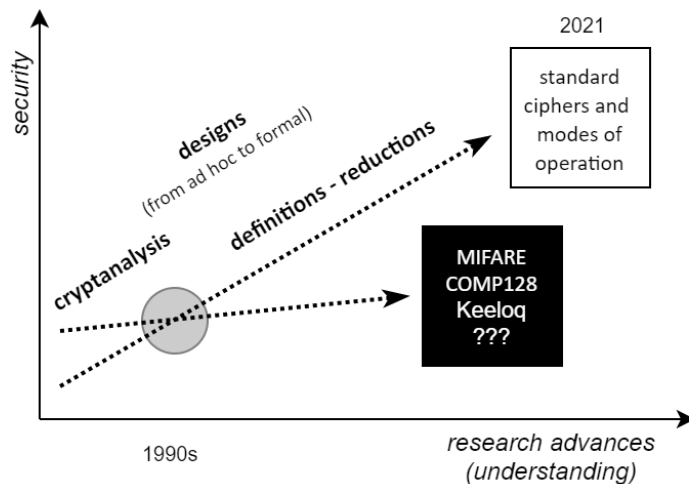 2021
security
standard
ciphers and
modes of
operation
designs
(from ad hoc to formal)
definitions - reductions
cryptanalysis
MIFARE
COMP128
Keeloq
???
1990s
research advances
(understanding)